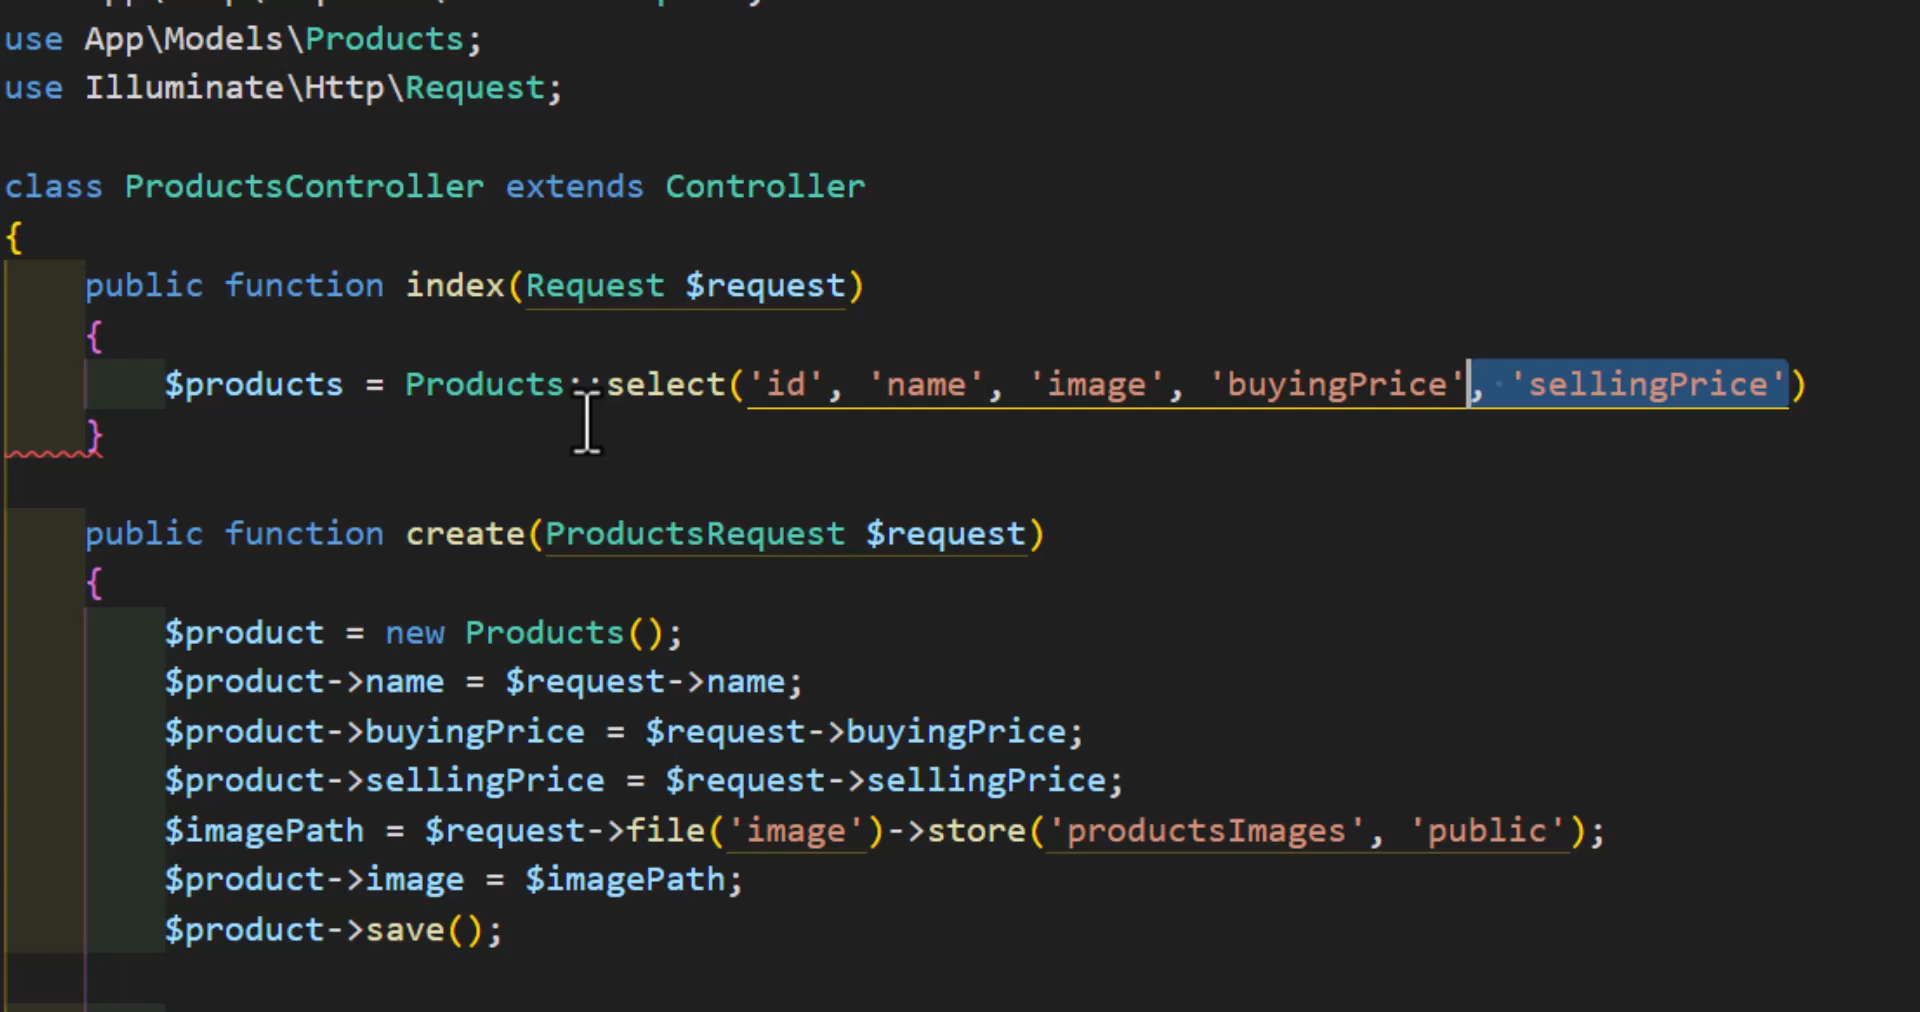 use App\Models\Products;
use Illuminate\Http\Request;
class ProductsController extends Controller
{
public function index(Request $request)
{
$products = Products::select('id', 'name', 'image', 'buyingPrice', 'sellingPrice')
}
public function create(ProductsRequest $request)
{
$product = new Products();
$product->name = $request->name;
$product->buyingPrice = $request->buyingPrice;
$product->sellingPrice = $request->sellingPrice;
$imagePath = $request->file('image')->store('productsImages', 'public');
$product->image = $imagePath;
$product->save();